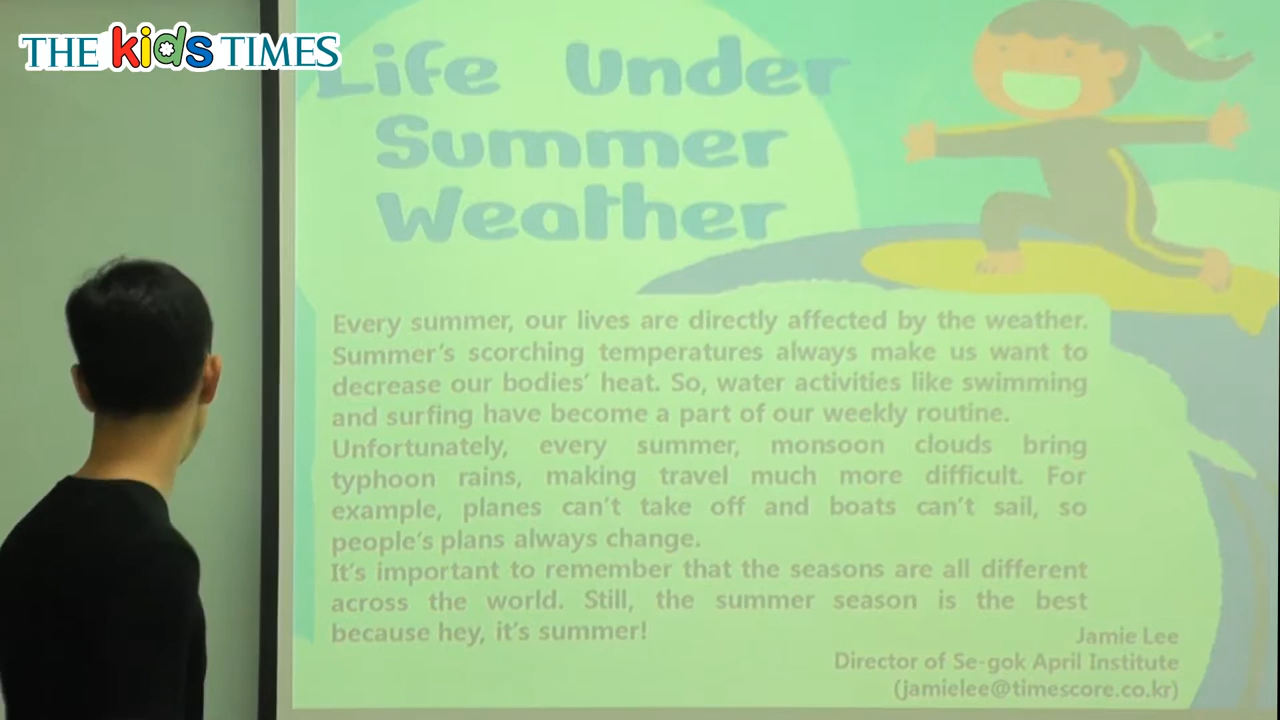 THE kids TIMES
Life Under
Summer
Weather
Every summer, our lives are directly affected by the weather.
Summer's scorching temperatures always make us want to
decrease our bodies' heat. So, water activities like swimming
and surfing have become a part of our weekly routine.
Unfortunately, every summer, monsoon clouds bring
typhoon rains, making travel much more difficult. For
example, planes can't take off and boats can't sail, so
people's plans always change.
It's important to remember that the seasons are all different
across the world. Still, the summer season is the best
because hey, it's summer!
Jamie Lee
Director of Se-gok April Institute
(jamielee@timescore.co.kr)